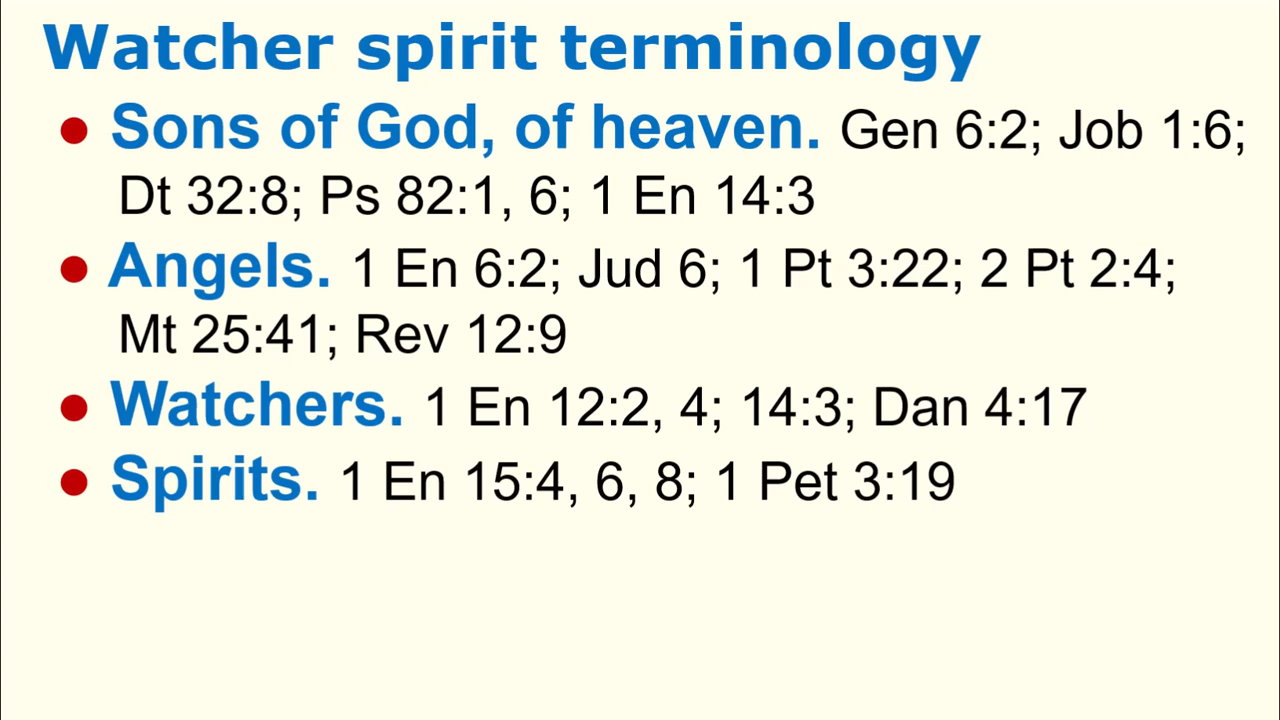 Watcher spirit terminology
● Sons of God, of heaven. Gen 6:2; Job 1:6;
Dt 32:8; Ps 82:1, 6; 1 En 14:3
● Angels. 1 En 6:2; Jud 6; 1 Pt 3:22; 2 Pt 2:4;
Mt 25:41; Rev 12:9
● Watchers. 1 En 12:2, 4; 14:3; Dan 4:17
● Spirits. 1 En 15:4, 6, 8; 1 Pet 3:19